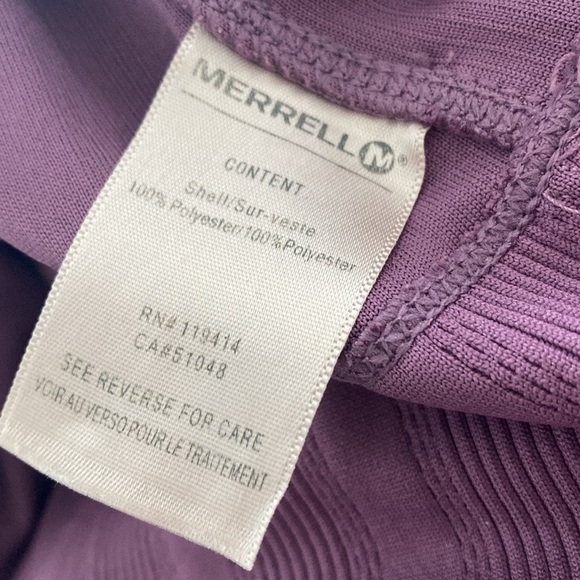 MERRELL M®
CONTENT
Shell/Sur-veste
100% Polyester/100%Polyester
RN# 119414
CA#51048
SEE REVERSE FOR CARE
VOIR AU VERSO POUR LE TRAITEMENT